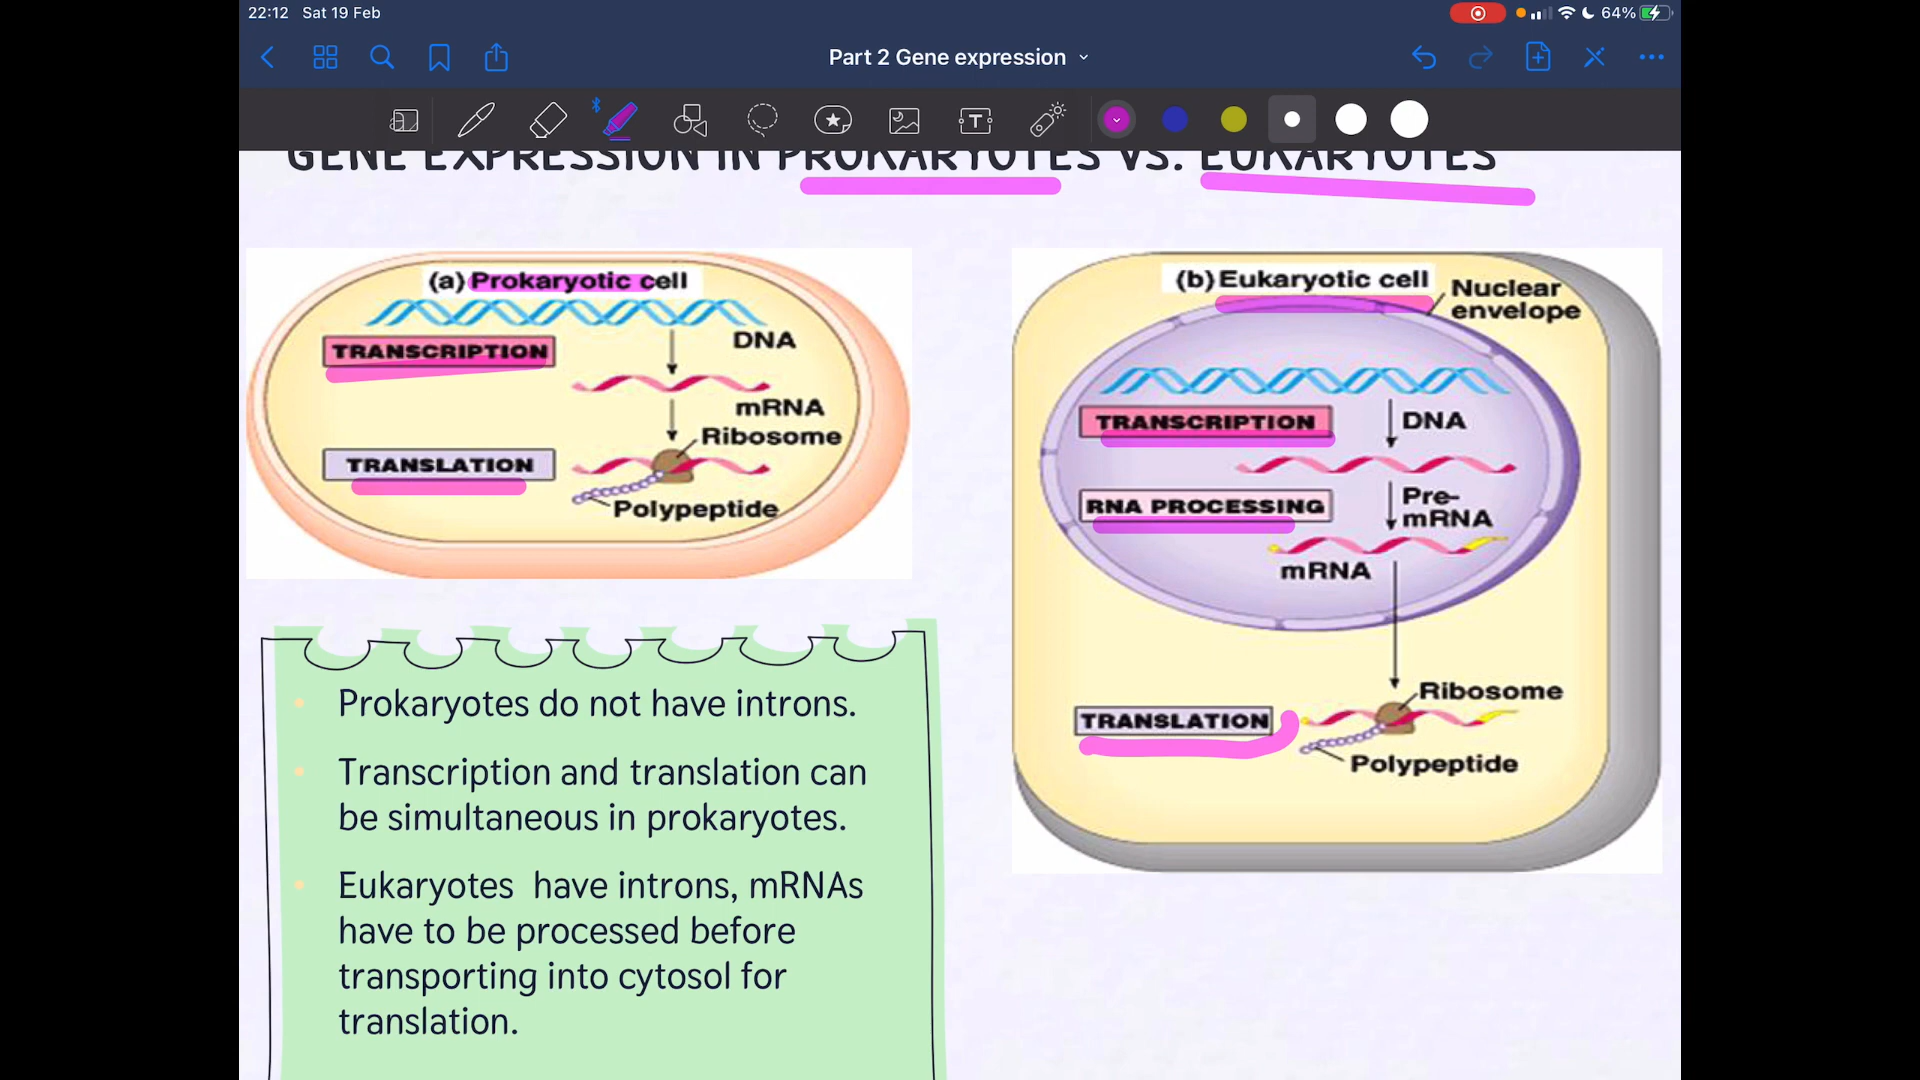 22:12 Sat 19 Feb
64%
Part 2 Gene expression
GENE EXPRESSION IN PROKARYOTES VS. EUKARYOTES
(a) Prokaryotic cell
DNA
TRANSCRIPTION
mRNA
Ribosome
TRANSLATION
Polypeptide
(b) Eukaryotic cell
Nuclear
envelope
TRANSCRIPTION
DNA
RNA PROCESSING
Pre-
mRNA
mRNA
Ribosome
TRANSLATION
Polypeptide
Prokaryotes do not have introns.
Transcription and translation can
be simultaneous in prokaryotes.
Eukaryotes have introns, mRNAs
have to be processed before
transporting into cytosol for
translation.